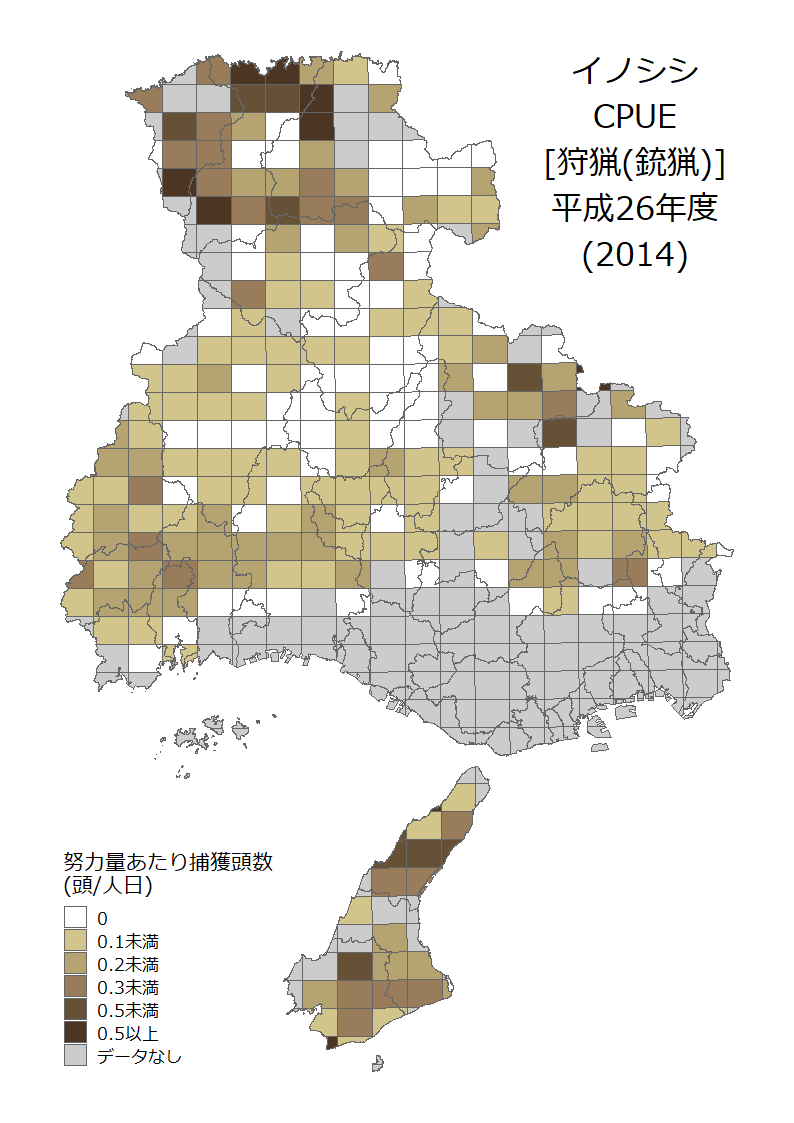 イノシシ
CPUE
[狩猟(銃猟)]
平成26年度
(2014)
努力量あたり捕獲頭数
(頭/人日)
0
0.1未満
0.2未満
0.3未満
0.5未満
0.5以上
データなし